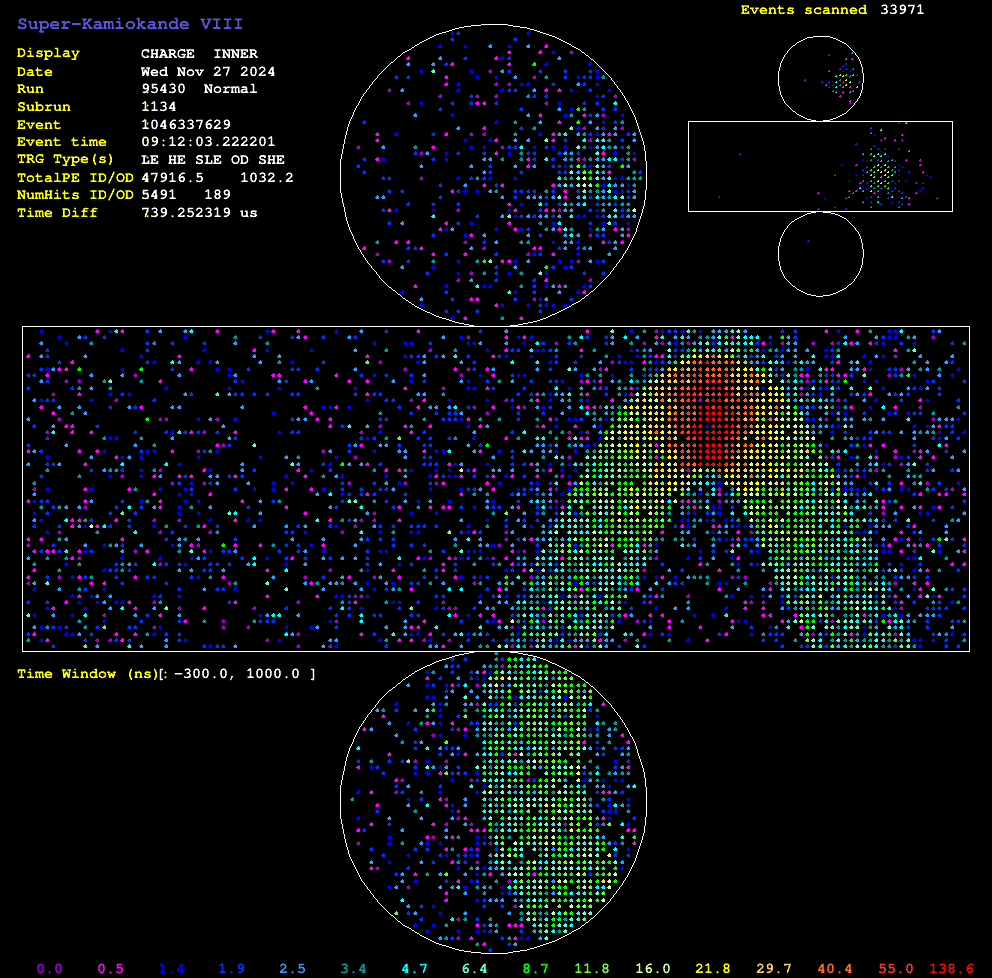 Super-Kamiokande VIII
Events scanned 33971
Display CHARGE INNER
Date Wed Nov 27 2024
Run 95430 Normal
Subrun 1134
Event 1046337629
Event time 09:12:03.222201
TRG Type(s) LE HE SLE OD SHE
TotalPE ID/OD 47916.5 1032.2
NumHits ID/OD 5491 189
Time Diff 739.252319 us
Time Window (ns)[: −300.0, 1000.0 ]
0.0 0.5 1.4 1.9 2.5 3.4 4.7 6.4 8.7 11.8 16.0 21.8 29.7 40.4 55.0 138.6